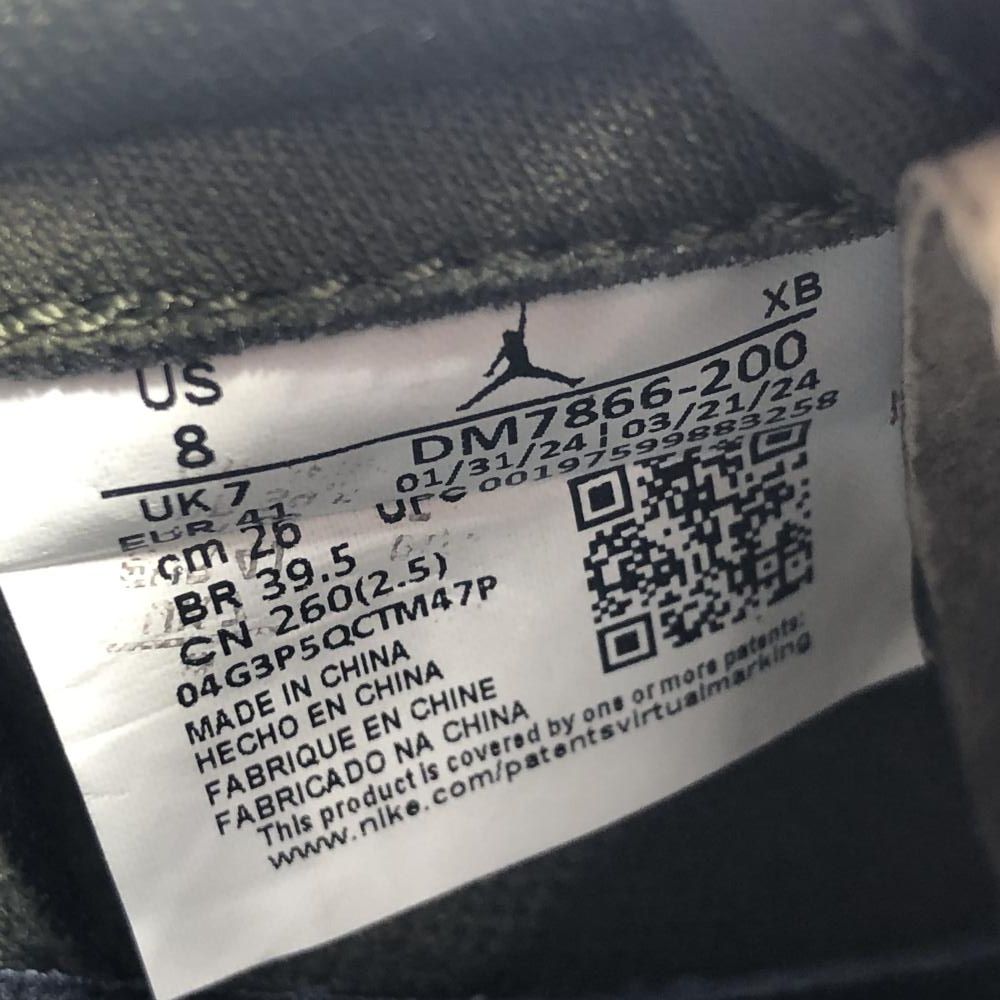 XB
US
8
DM7866-200
01/31/24 | 03/21/24
UPC 00197599883258
UK 7
EUR 41
cm 26
BR 39.5
CN 260(2.5)
04G3P5QCTM47P
MADE IN CHINA
HECHO EN CHINA
FABRIQUE EN CHINE
FABRICADO NA CHINA
This product is covered by one or more patents:
www.nike.com/patentsvirtualmarking